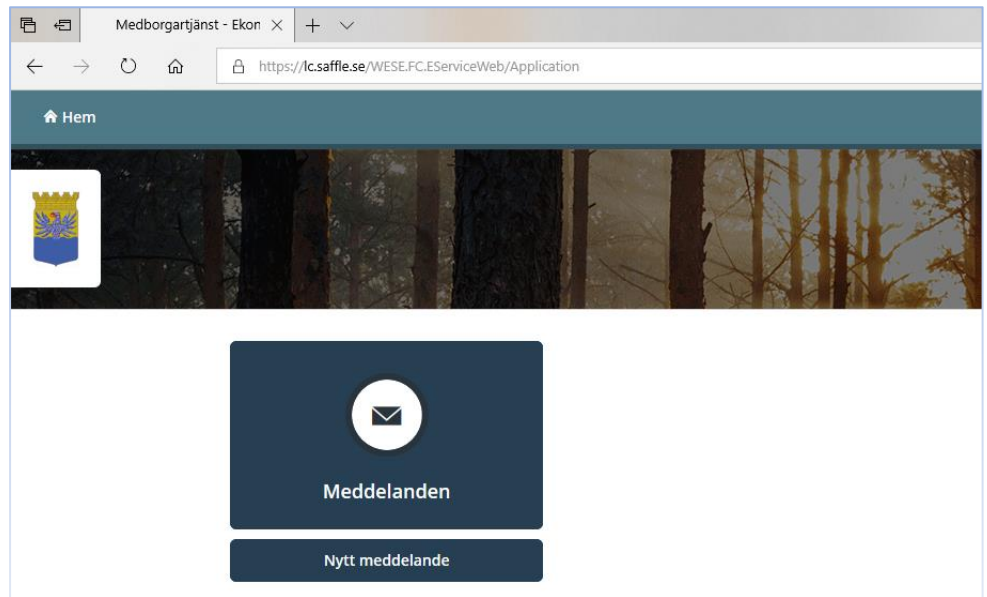 Medborgartjänst - Ekon
https://lc.saffle.se/WESE.FC.EServiceWeb/Application
Hem
Meddelanden
Nytt meddelande